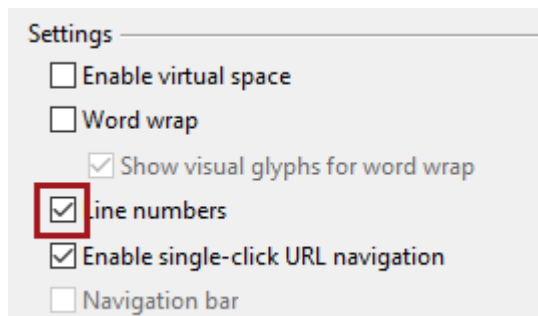 Settings
Enable virtual space
Word wrap
Show visual glyphs for word wrap
Line numbers
Enable single-click URL navigation
Navigation bar